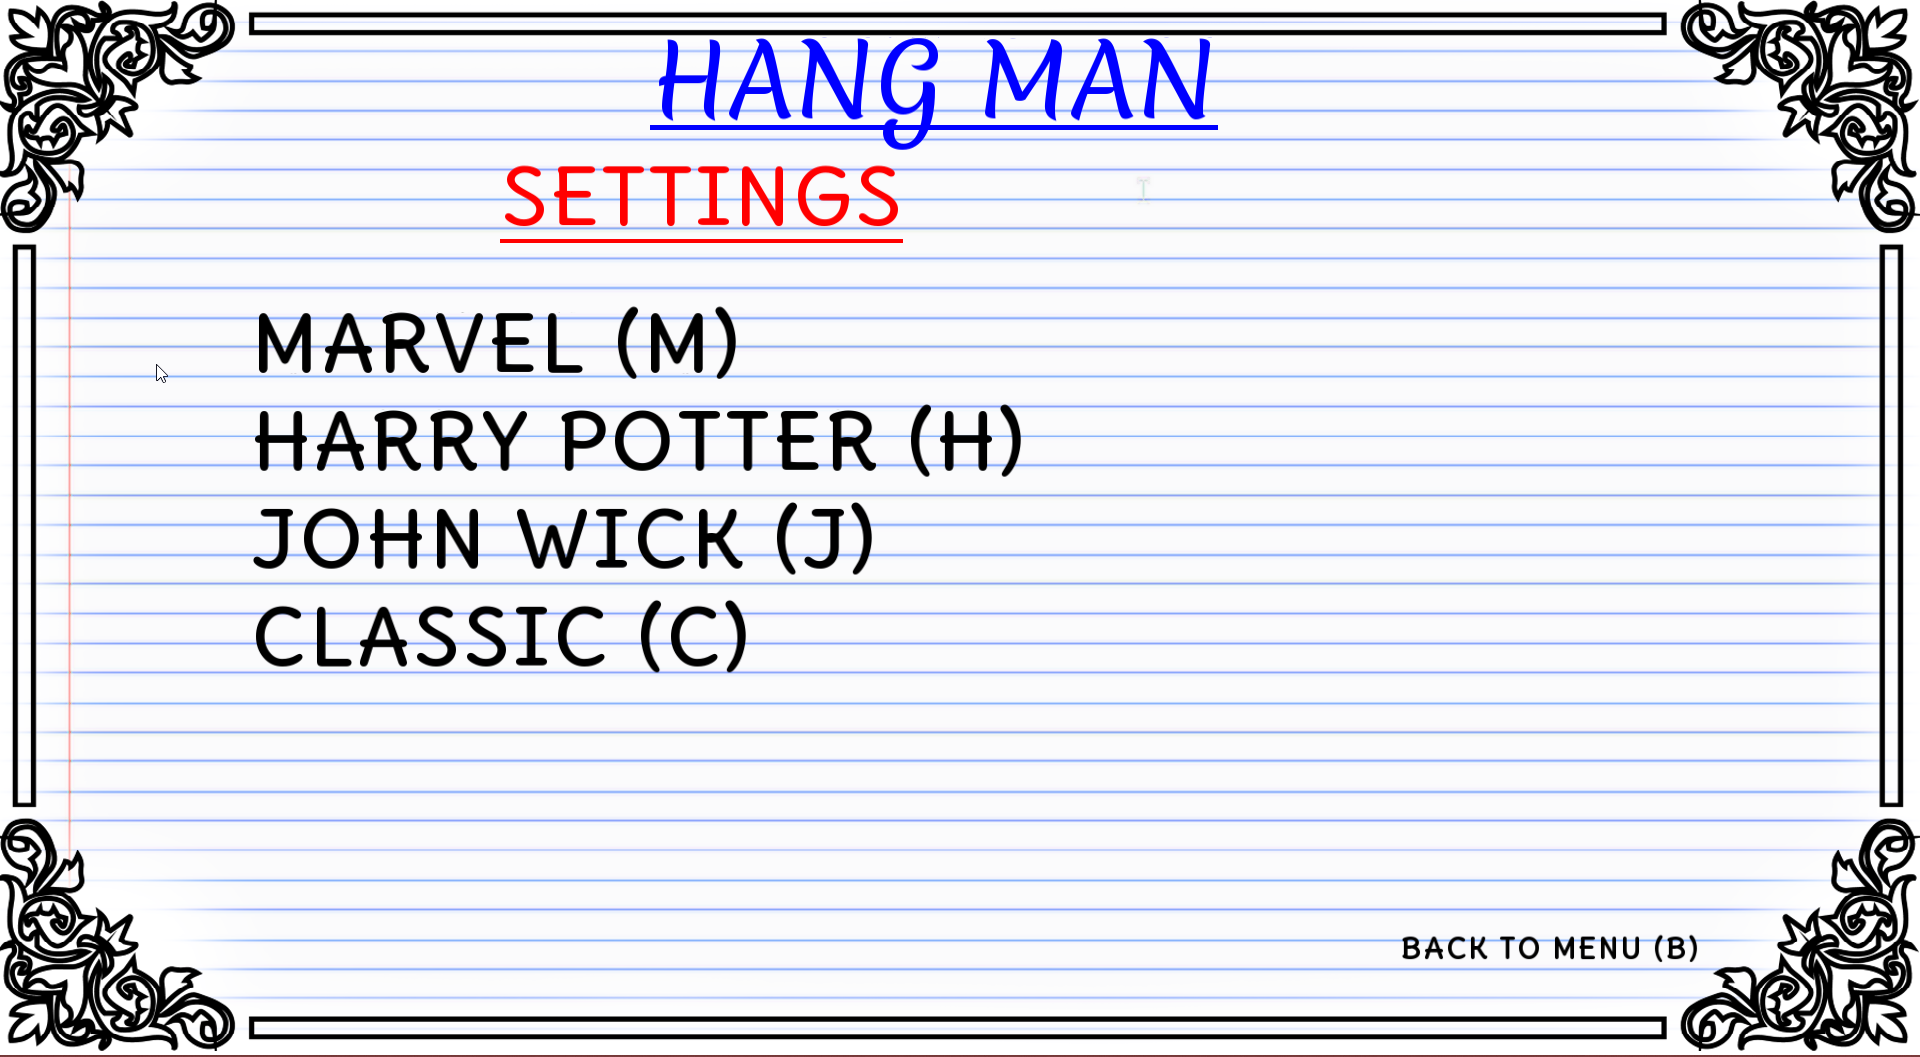 HANG MAN
SETTINGS
MARVEL (M)
HARRY POTTER (H)
JOHN WICK (J)
CLASSIC (C)
BACK TO MENU (B)